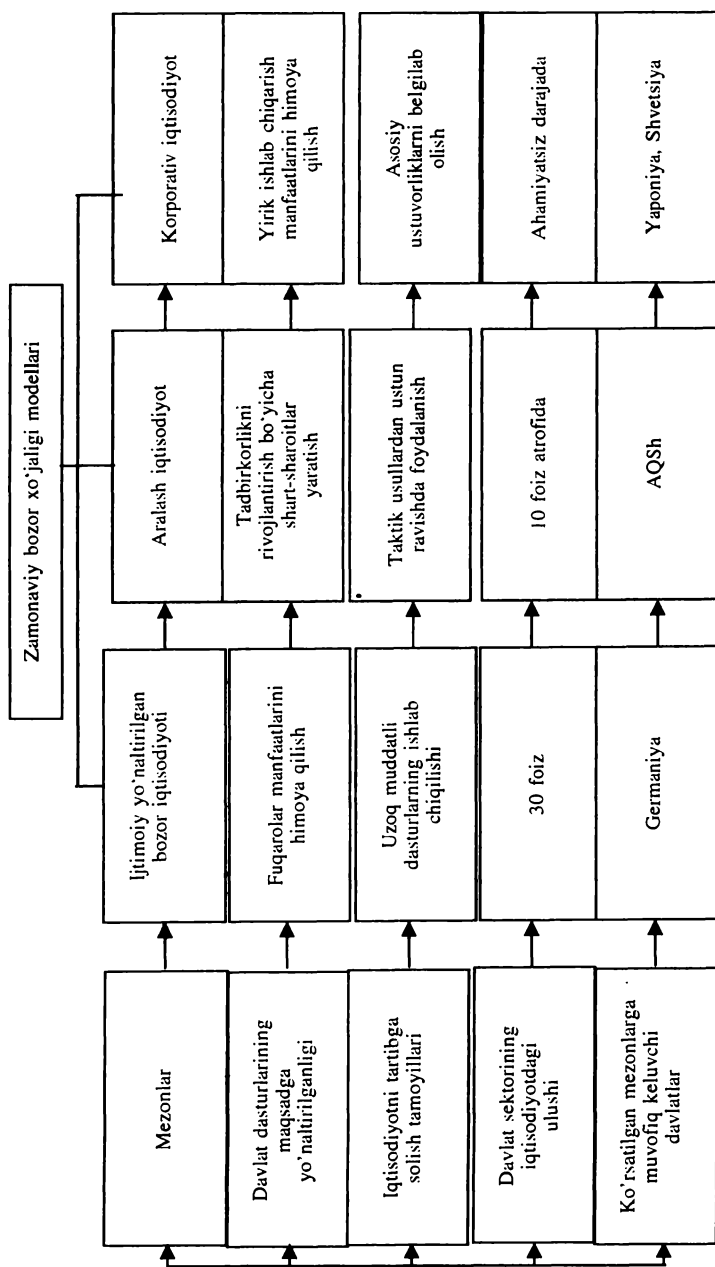 Zamonaviy bozor xo'jaligi modellari
Mezonlar
Ijtimoiy yo'naltirilgan
bozor iqtisodiyoti
Aralash iqtisodiyot
Korporativ iqtisodiyot
Davlat dasturlarining
maqsadga
yo'naltirilganligi
Fuqarolar manfaatlarini
himoya qilish
Tadbirkorlikni
rivojlantirish bo'yicha
shart-sharoitlar
yaratish
Yirik ishlab chiqarish
manfaatlarini himoya
qilish
Iqtisodiyotni tartibga
solish tamoyillari
Uzoq muddatli
dasturlarning ishlab
chiqilishi
Taktik usullardan ustun
ravishda foydalanish
Asosiy
ustuvorliklarni belgilab
olish
Davlat sektorining
iqtisodiyotdagi
ulushi
30 foiz
10 foiz atrofida
Ahamiyatsiz darajada
Ko'rsatilgan mezonlarga
muvofiq keluvchi
davlatlar
Germaniya
AQSh
Yaponiya, Shvetsiya